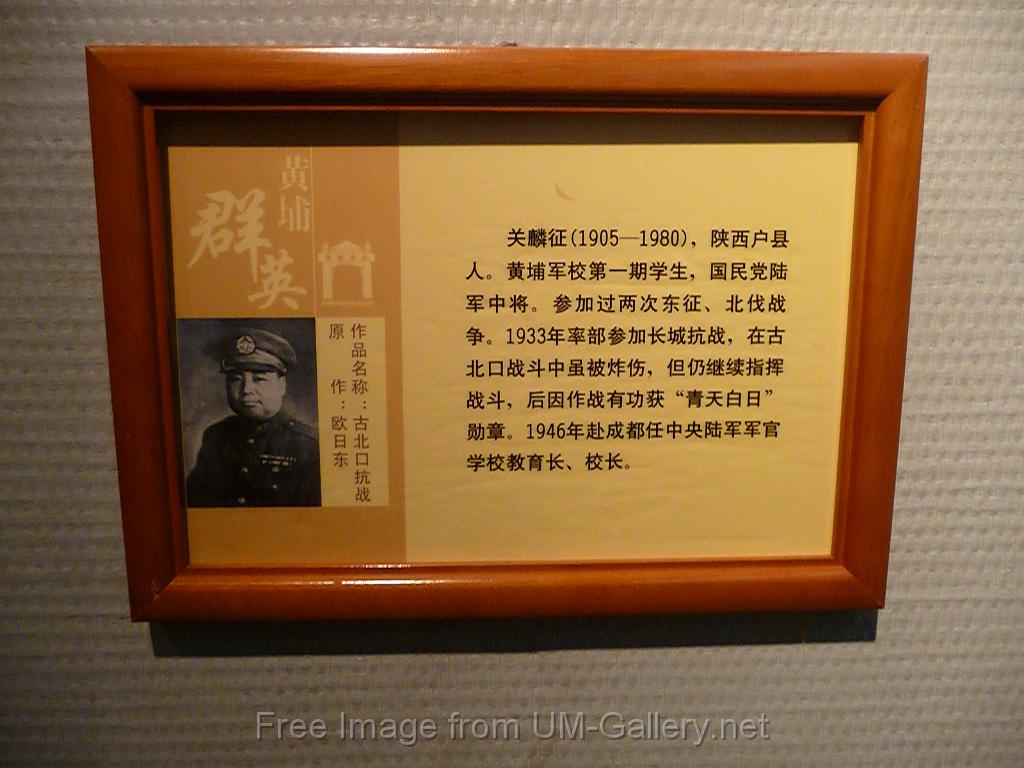 黄埔
群英
作品名称：古北口抗战
原作：欧日东
关麟征(1905—1980)，陕西户县
人。黄埔军校第一期学生，国民党陆
军中将。参加过两次东征、北伐战
争。1933年率部参加长城抗战，在古
北口战斗中虽被炸伤，但仍继续指挥
战斗，后因作战有功获“青天白日”
勋章。1946年赴成都任中央陆军军官
学校教育长、校长。
Free Image from UM-Gallery.net